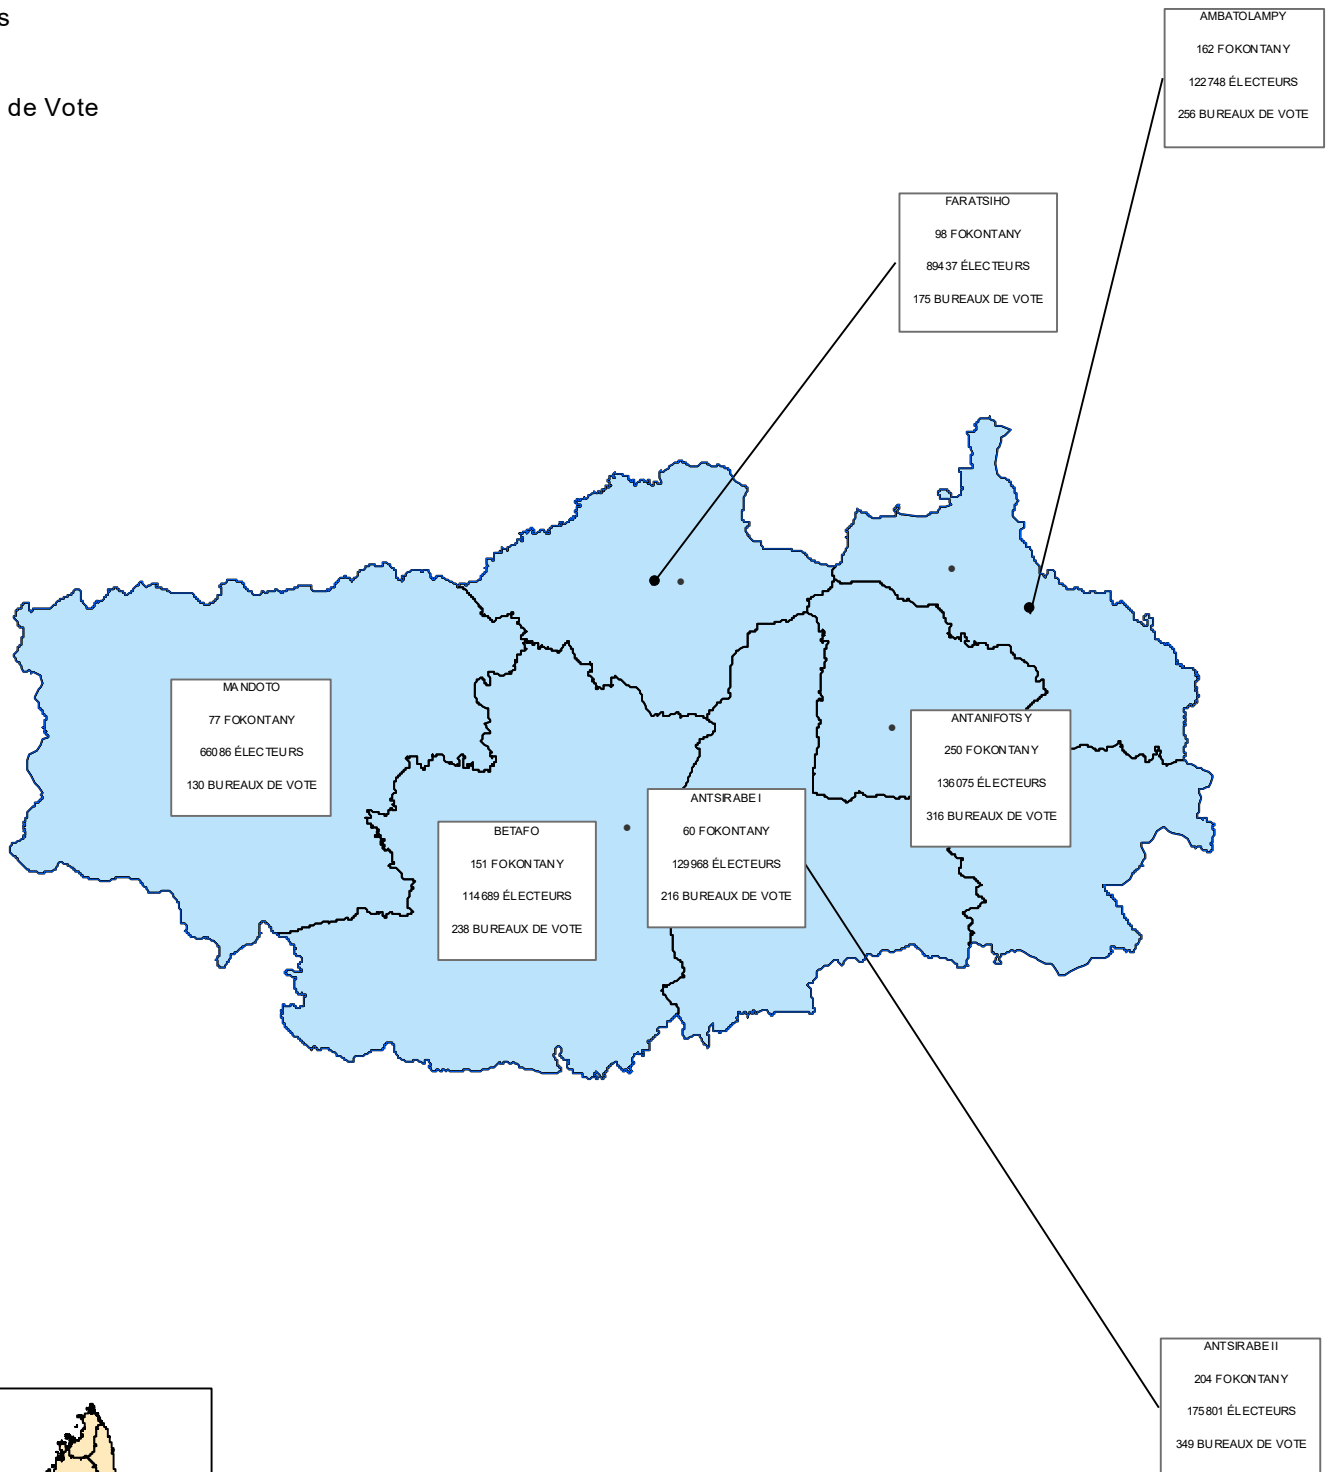 s
de Vote
AMBATOLAMPY
162 FOKONTANY
122748 ÉLECTEURS
256 BUREAUX DE VOTE
FARATSIHO
98 FOKONTANY
89437 ÉLECTEURS
175 BUREAUX DE VOTE
MANDOTO
77 FOKONTANY
66086 ÉLECTEURS
130 BUREAUX DE VOTE
ANTANIFOTSY
250 FOKONTANY
136075 ÉLECTEURS
316 BUREAUX DE VOTE
ANTSIRABE I
60 FOKONTANY
129968 ÉLECTEURS
216 BUREAUX DE VOTE
BETAFO
151 FOKONTANY
114689 ÉLECTEURS
238 BUREAUX DE VOTE
ANTSIRABE II
204 FOKONTANY
175801 ÉLECTEURS
349 BUREAUX DE VOTE